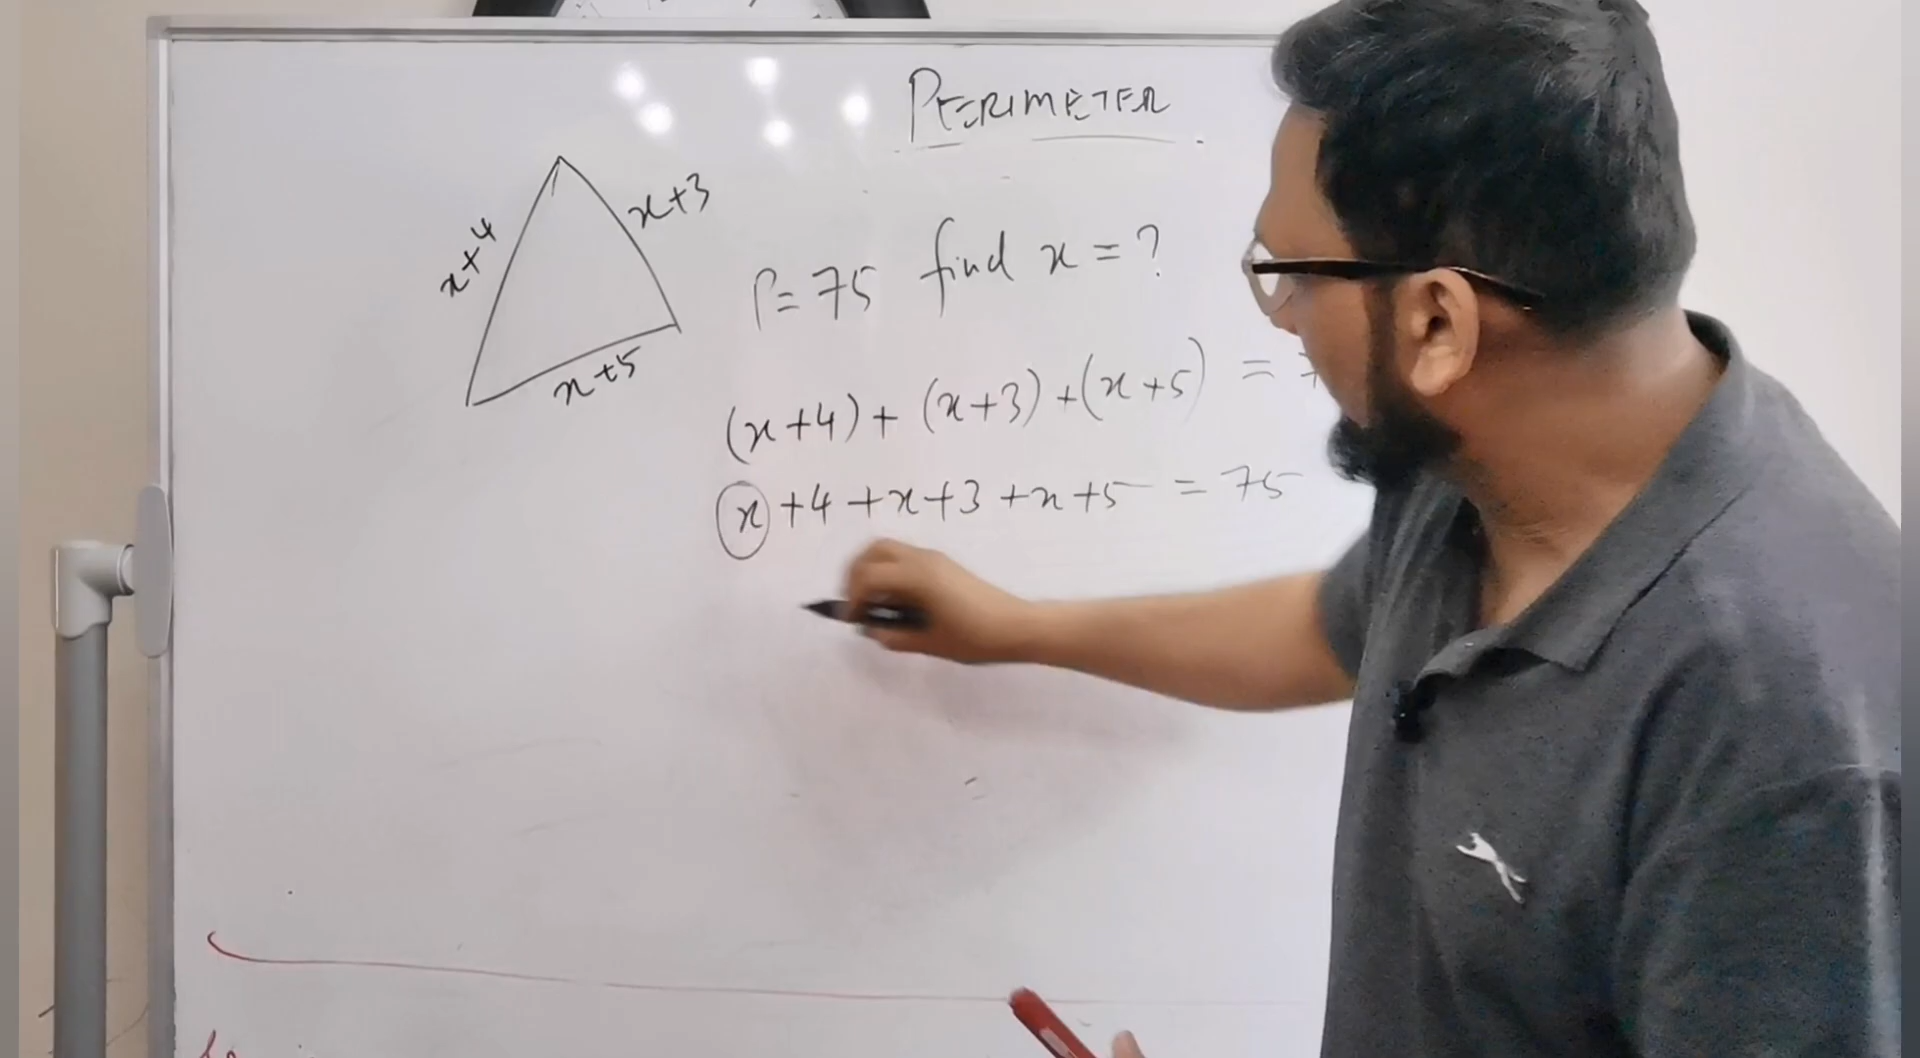 PERIMETER
x+4
x+3
x+5
P=75 find x=?
(x+4)+(x+3)+(x+5) =
x+4+x+3+x+5 = 75